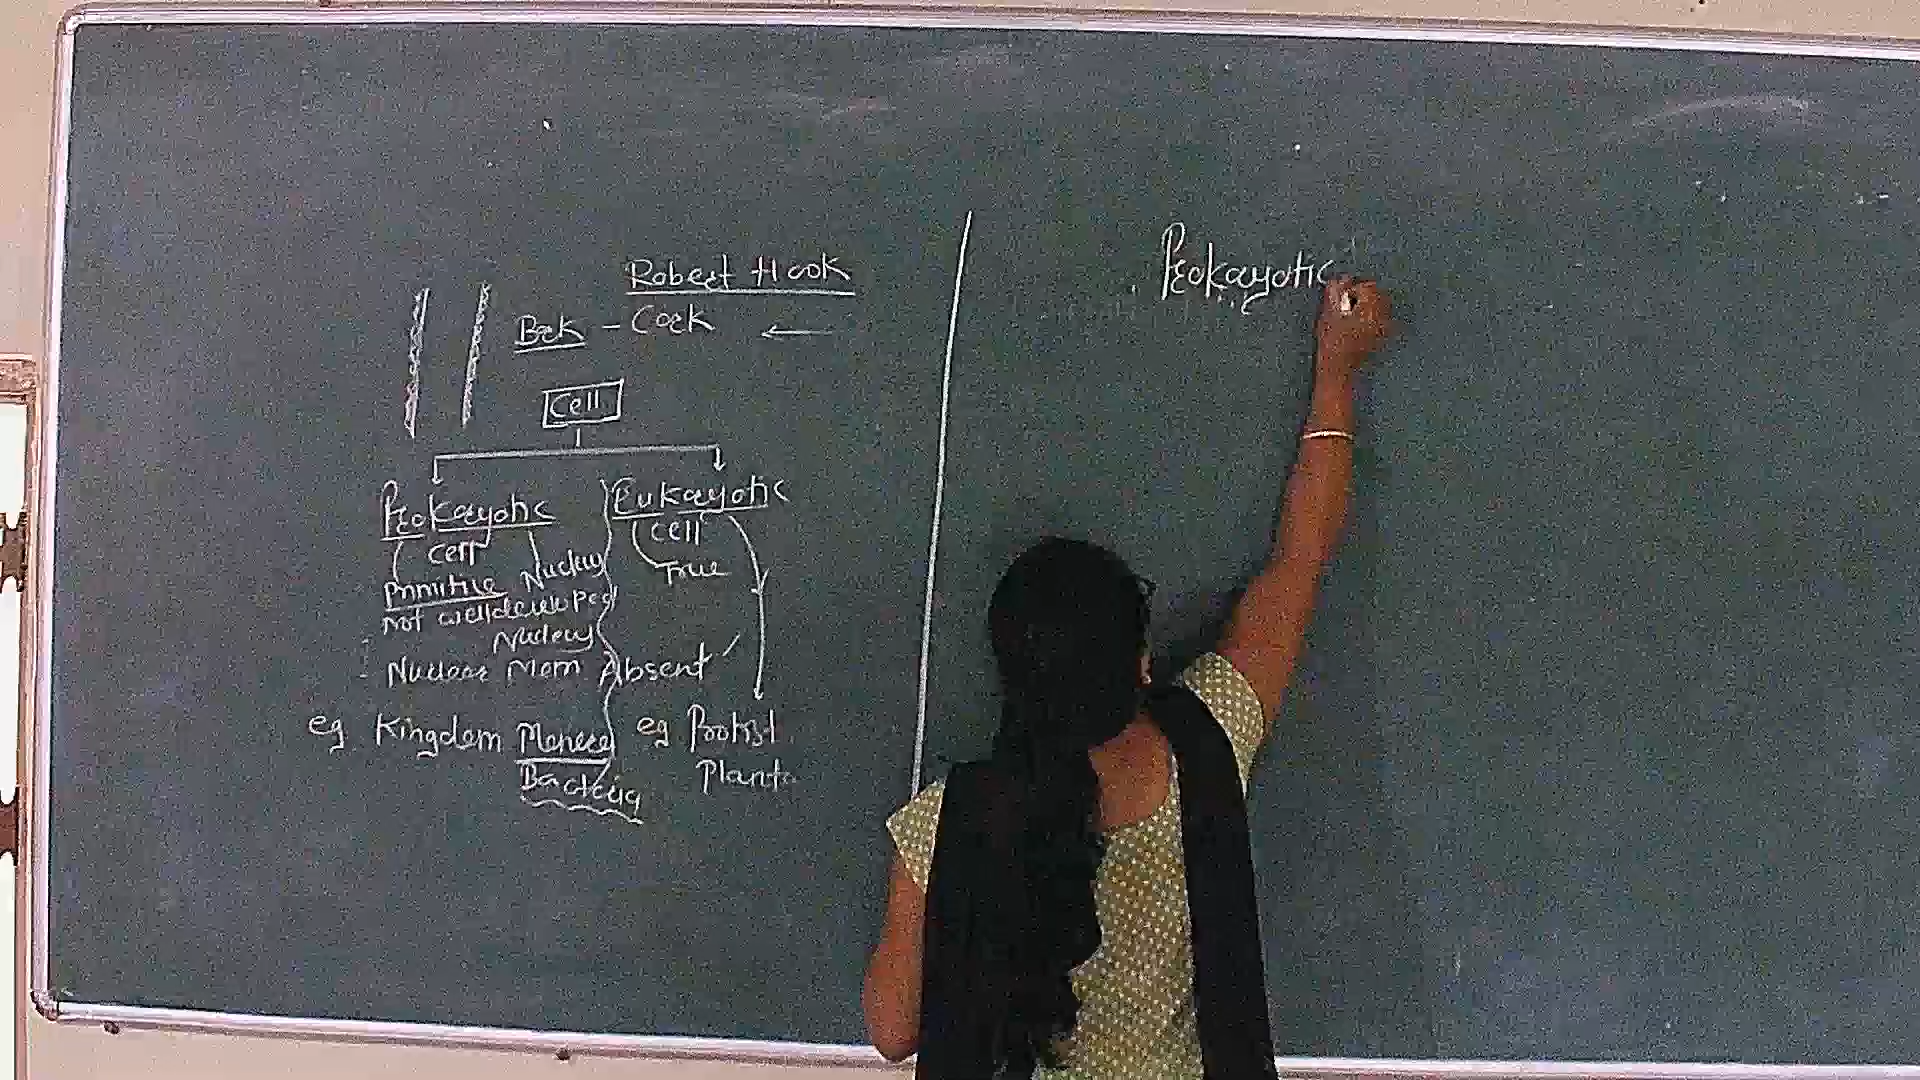 Robert Hook
Bark - Cork
Cell
Prokaryotic
Cell
Primitive Nucleus
not welldeveloped
Nucleus
Nuclear Mem Absent
eg Kingdom Monera
Bacteria
Eukaryotic
Cell
True
eg Protist
Plant
Prokaryotic